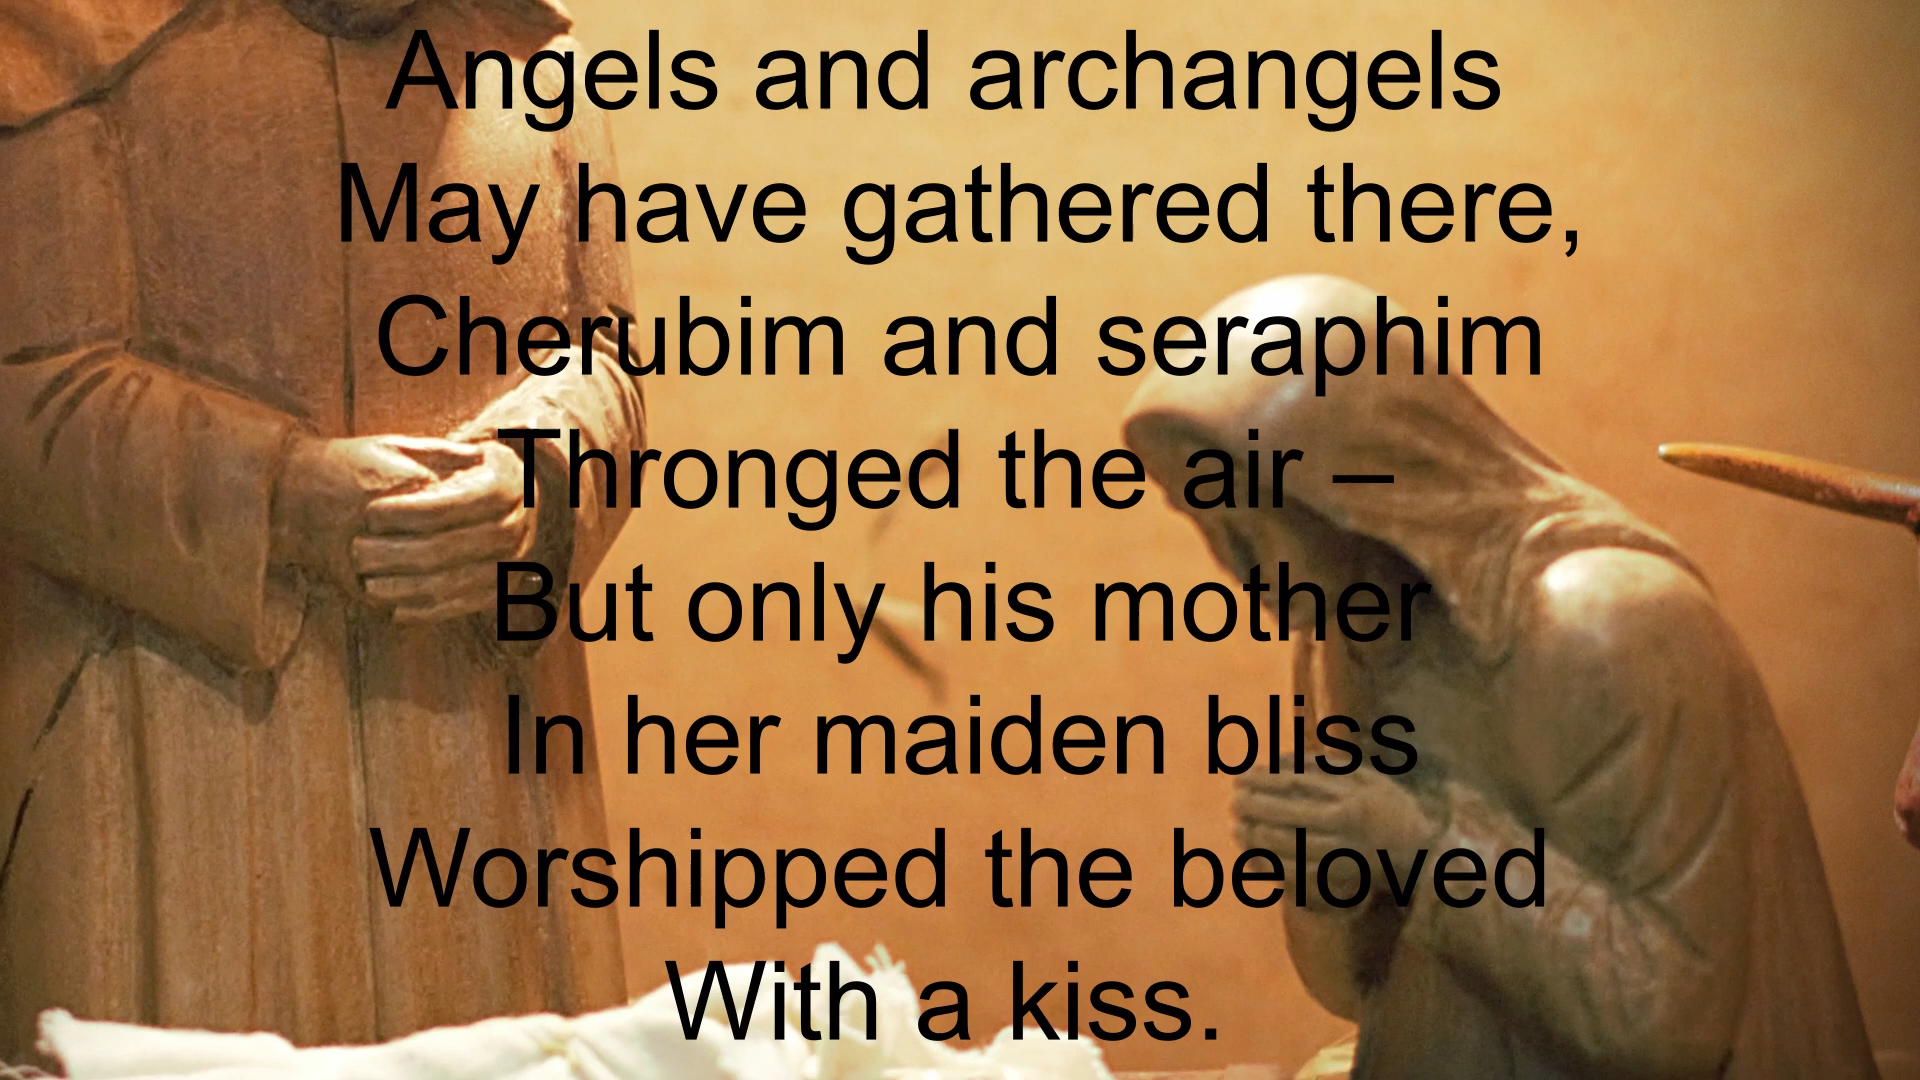 Angels and archangels
May have gathered there,
Cherubim and seraphim
Thronged the air –
But only his mother
In her maiden bliss
Worshipped the beloved
With a kiss.